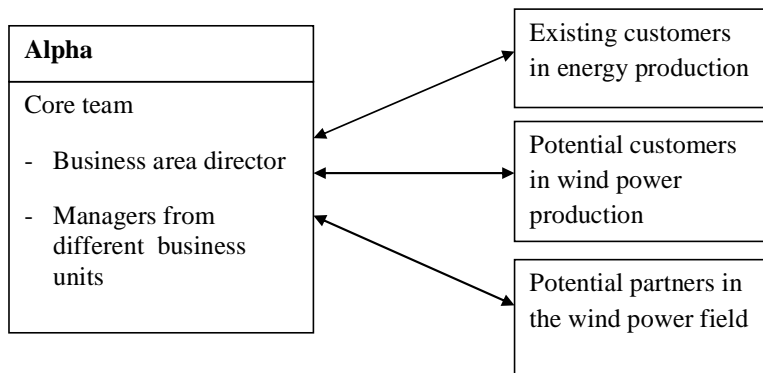 Alpha
Core team
- Business area director
- Managers from
different business
units
Existing customers
in energy production
Potential customers
in wind power
production
Potential partners in
the wind power field